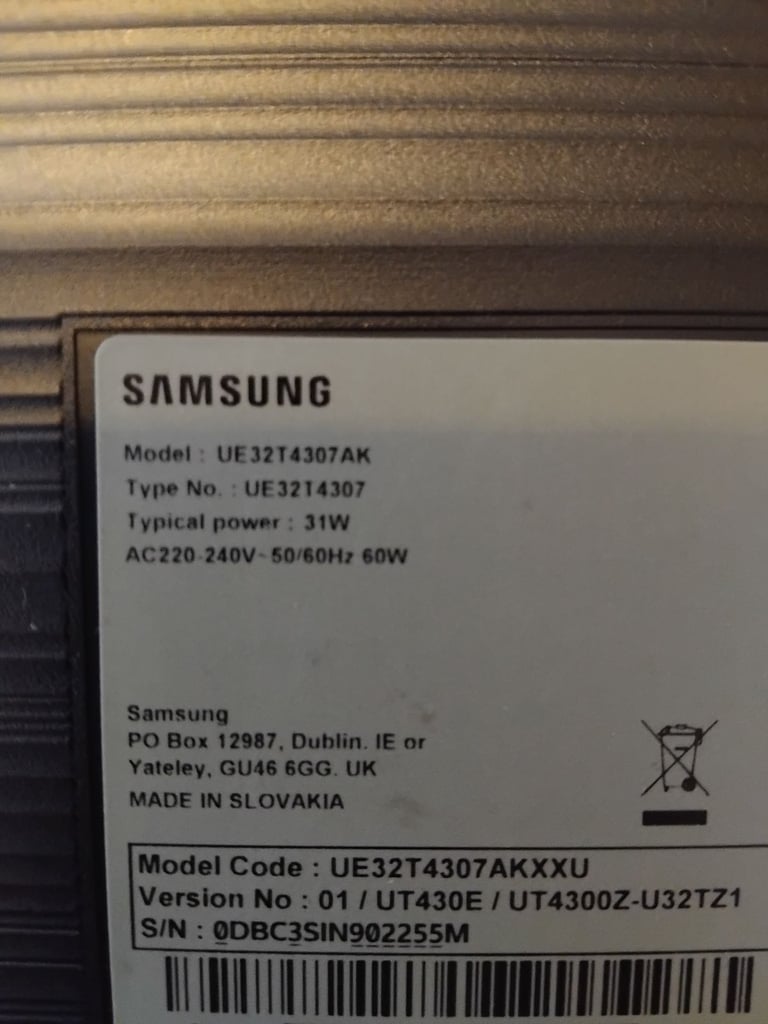 SAMSUNG
Model : UE32T4307AK
Type No. : UE32T4307
Typical power : 31W
AC220-240V~ 50/60Hz 60W
Samsung
PO Box 12987, Dublin. IE or
Yateley, GU46 6GG. UK
MADE IN SLOVAKIA
Model Code : UE32T4307AKXXU
Version No : 01 / UT430E / UT4300Z-U32TZ1
S/N : 0DBC3SIN902255M